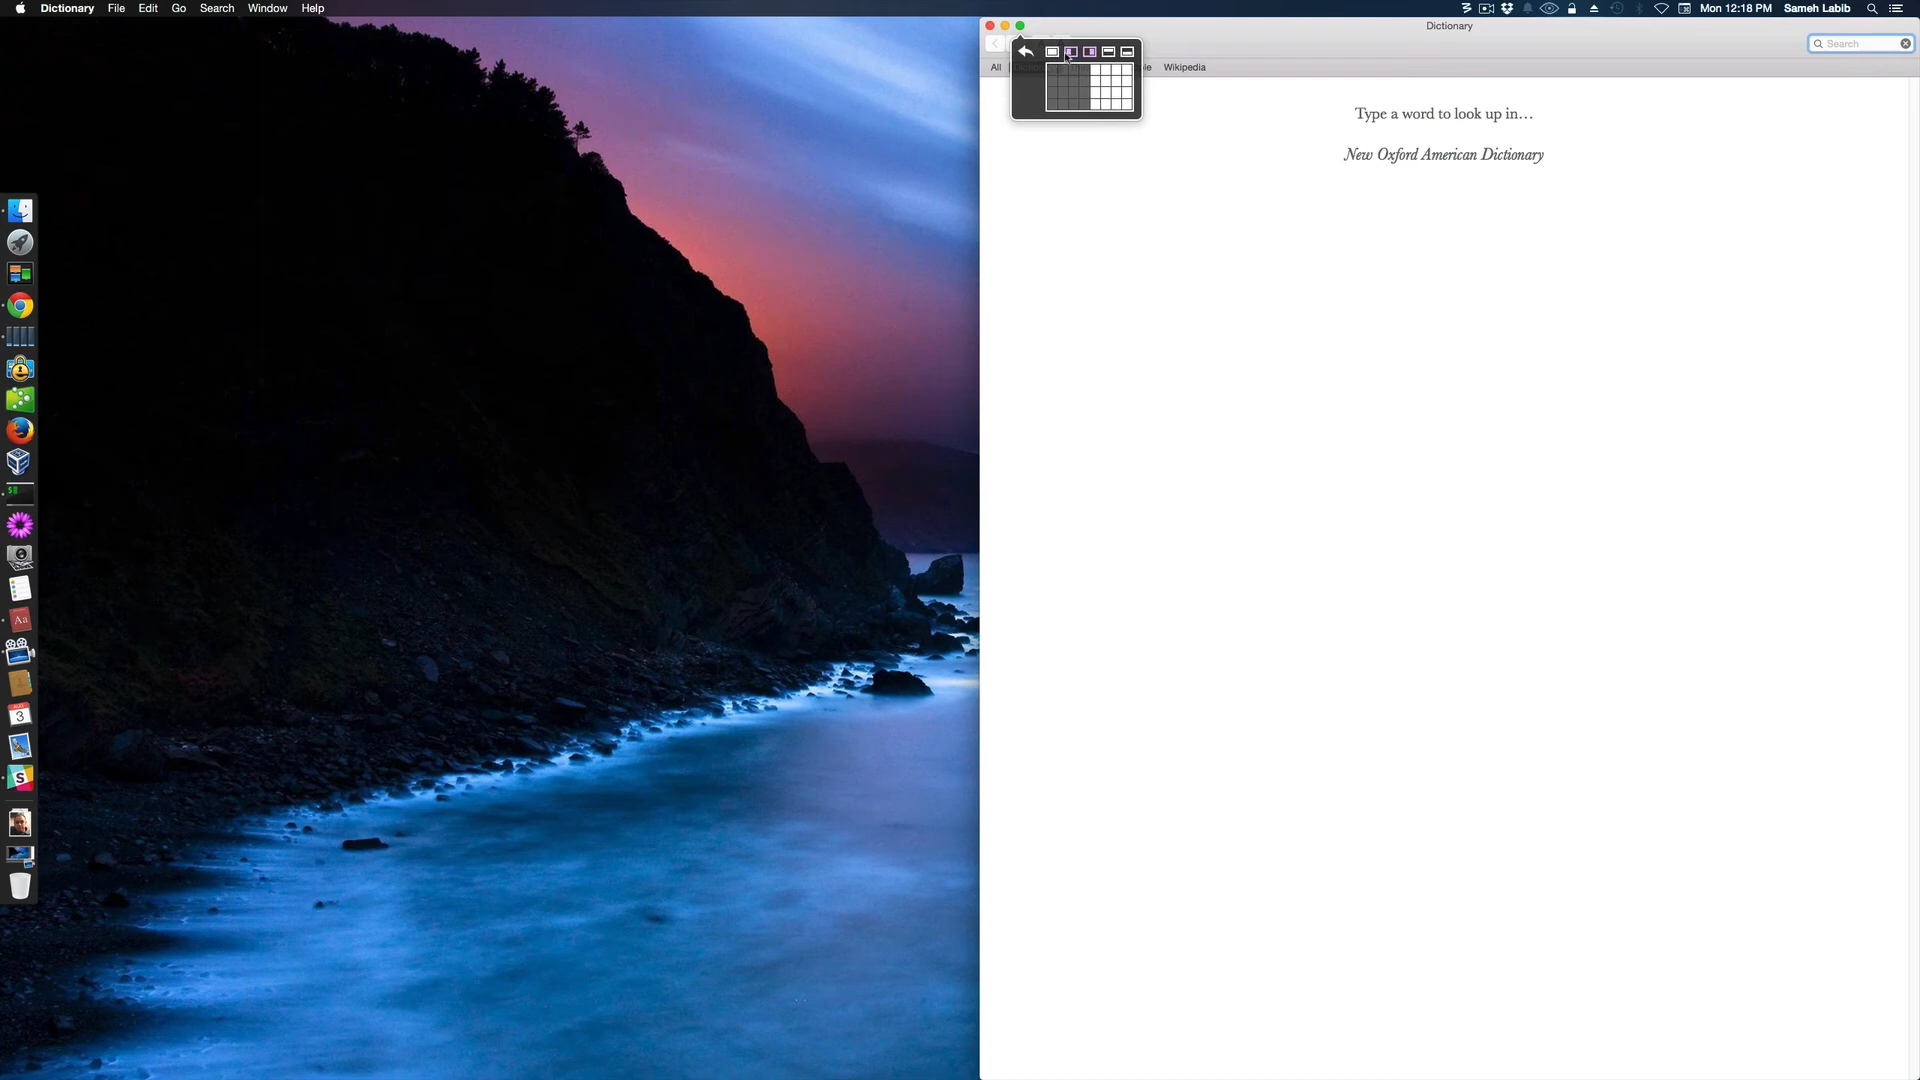 Dictionary File Edit Go Search Window Help
Mon 12:18 PM Sameh Labib
Dictionary
Search
All
Wikipedia
Type a word to look up in…
New Oxford American Dictionary
$
Aa
AUG
3
S